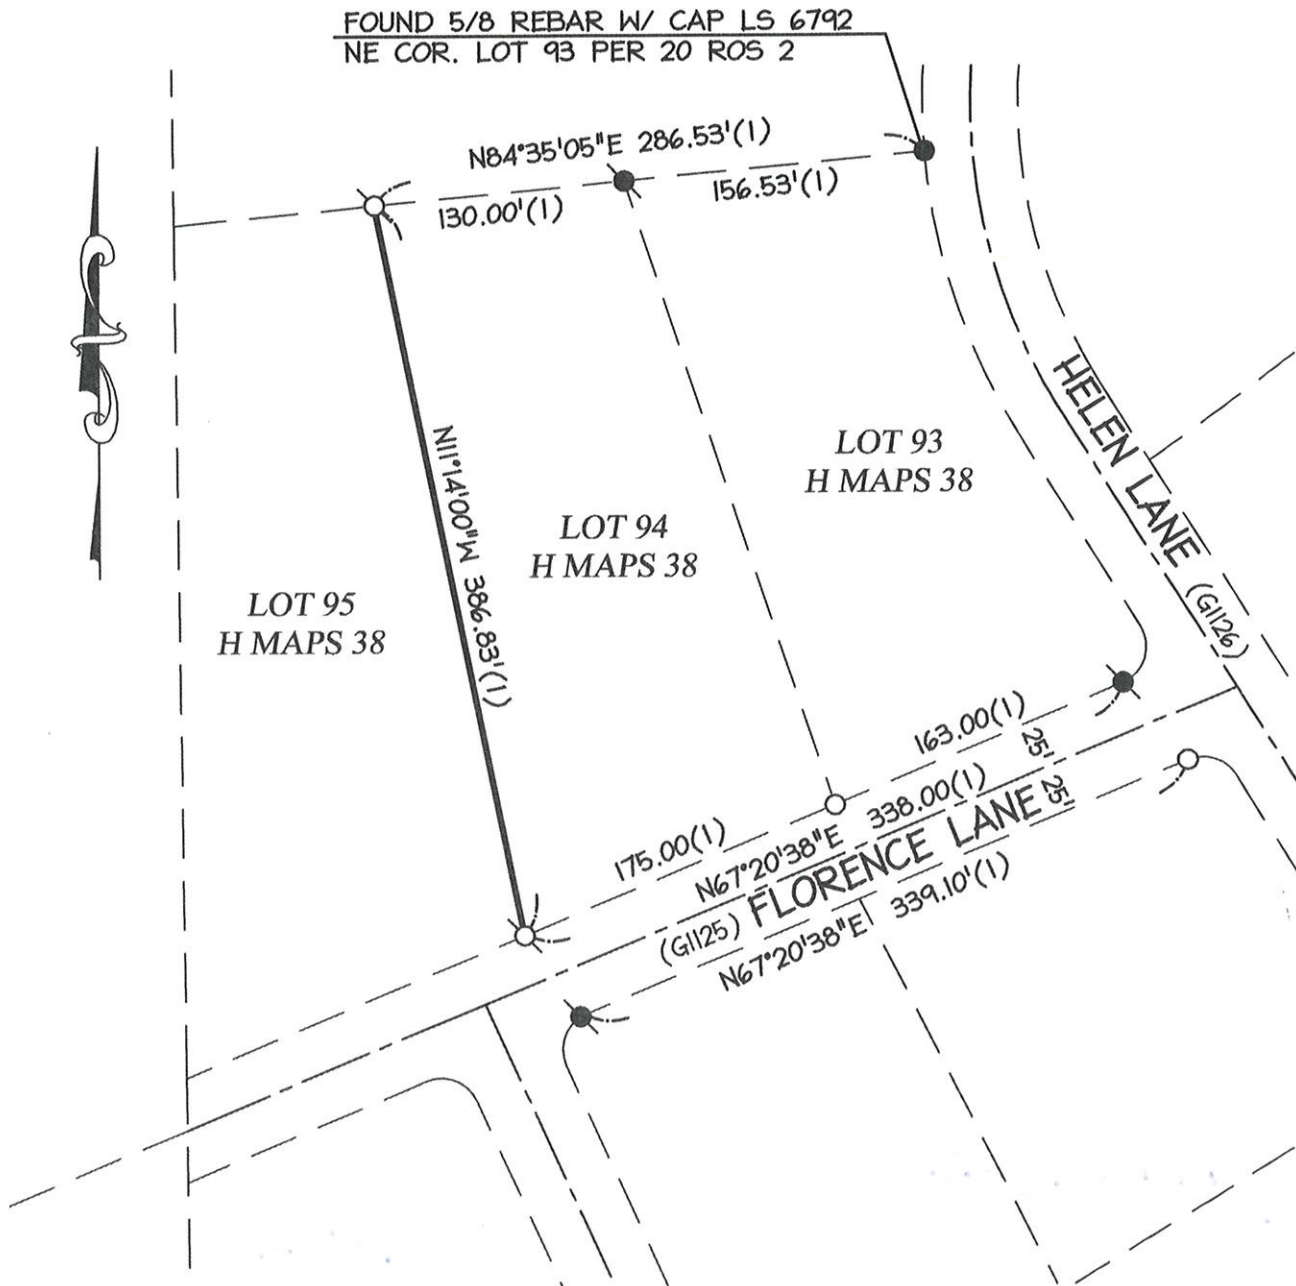 FOUND 5/8 REBAR W/ CAP LS 6792
NE COR. LOT 93 PER 20 ROS 2
N84°35'05"E 286.53'(1)
130.00'(1)
156.53'(1)
N11°14'00"W 386.83'(1)
LOT 93
H MAPS 38
LOT 94
H MAPS 38
LOT 95
H MAPS 38
HELEN LANE (G1126)
163.00(1)
25'
25'
175.00(1)
N67°20'38"E 338.00(1)
(G1125) FLORENCE LANE
N67°20'38"E 339.10'(1)